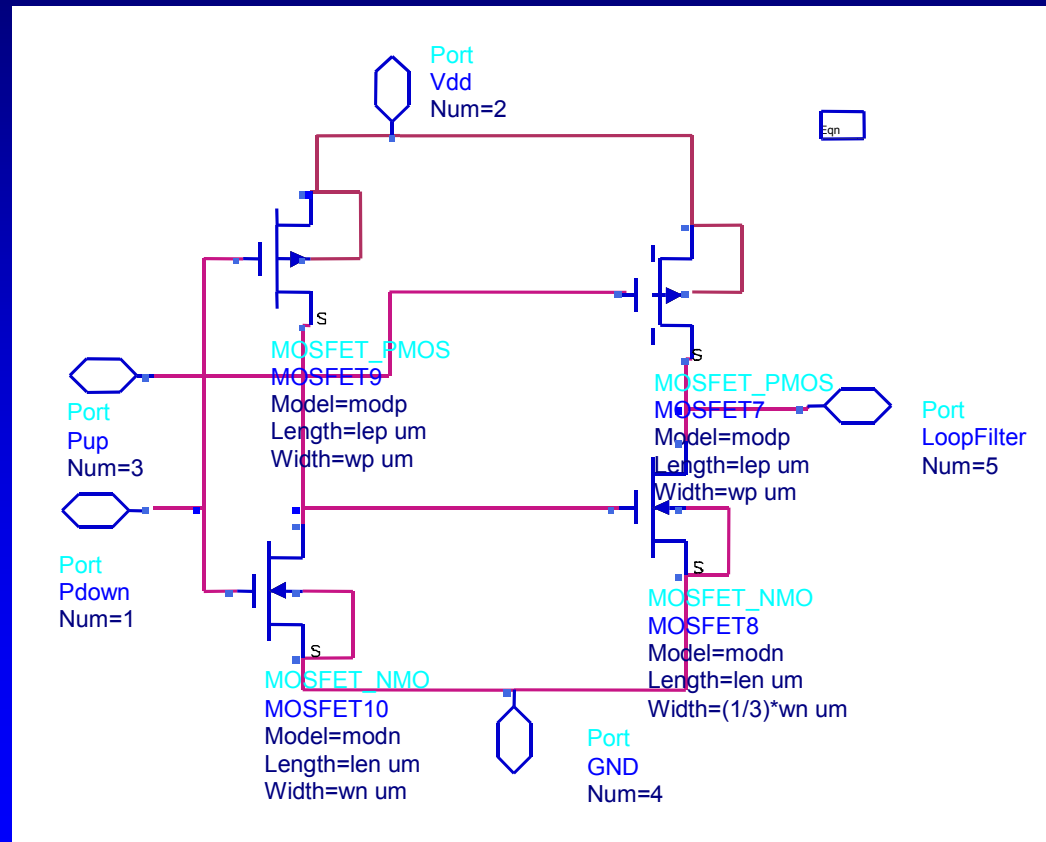 Port
Vdd
Num=2
Eqn
S
MOSFET_PMOS
MOSFET9
Model=modp
Length=lep um
Width=wp um
S
MOSFET_PMOS
MOSFET7
Model=modp
Length=lep um
Width=wp um
Port
Pup
Num=3
Port
LoopFilter
Num=5
Port
Pdown
Num=1
S
MOSFET_NMO
MOSFET10
Model=modn
Length=len um
Width=wn um
S
MOSFET_NMO
MOSFET8
Model=modn
Length=len um
Width=(1/3)*wn um
Port
GND
Num=4